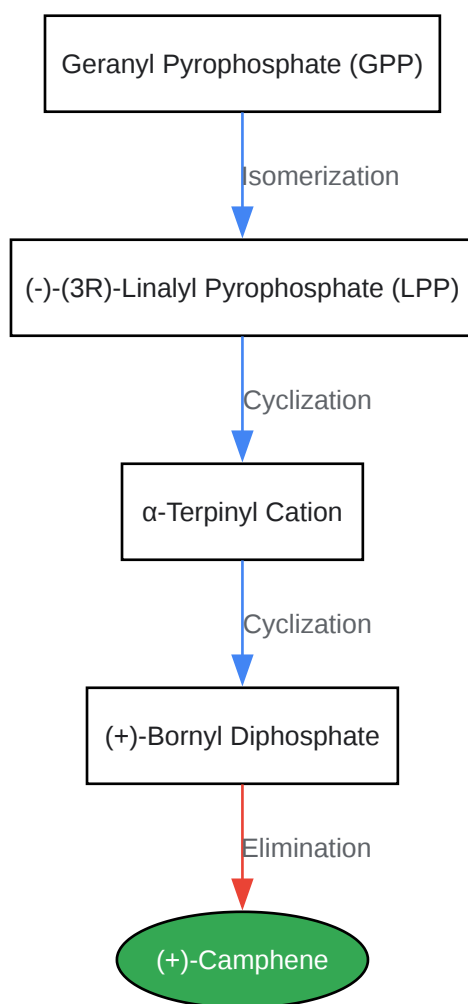 Geranyl Pyrophosphate (GPP)
Isomerization
(-)-(3R)-Linalyl Pyrophosphate (LPP)
Cyclization
α-Terpinyl Cation
Cyclization
(+)-Bornyl Diphosphate
Elimination
(+)-Camphene